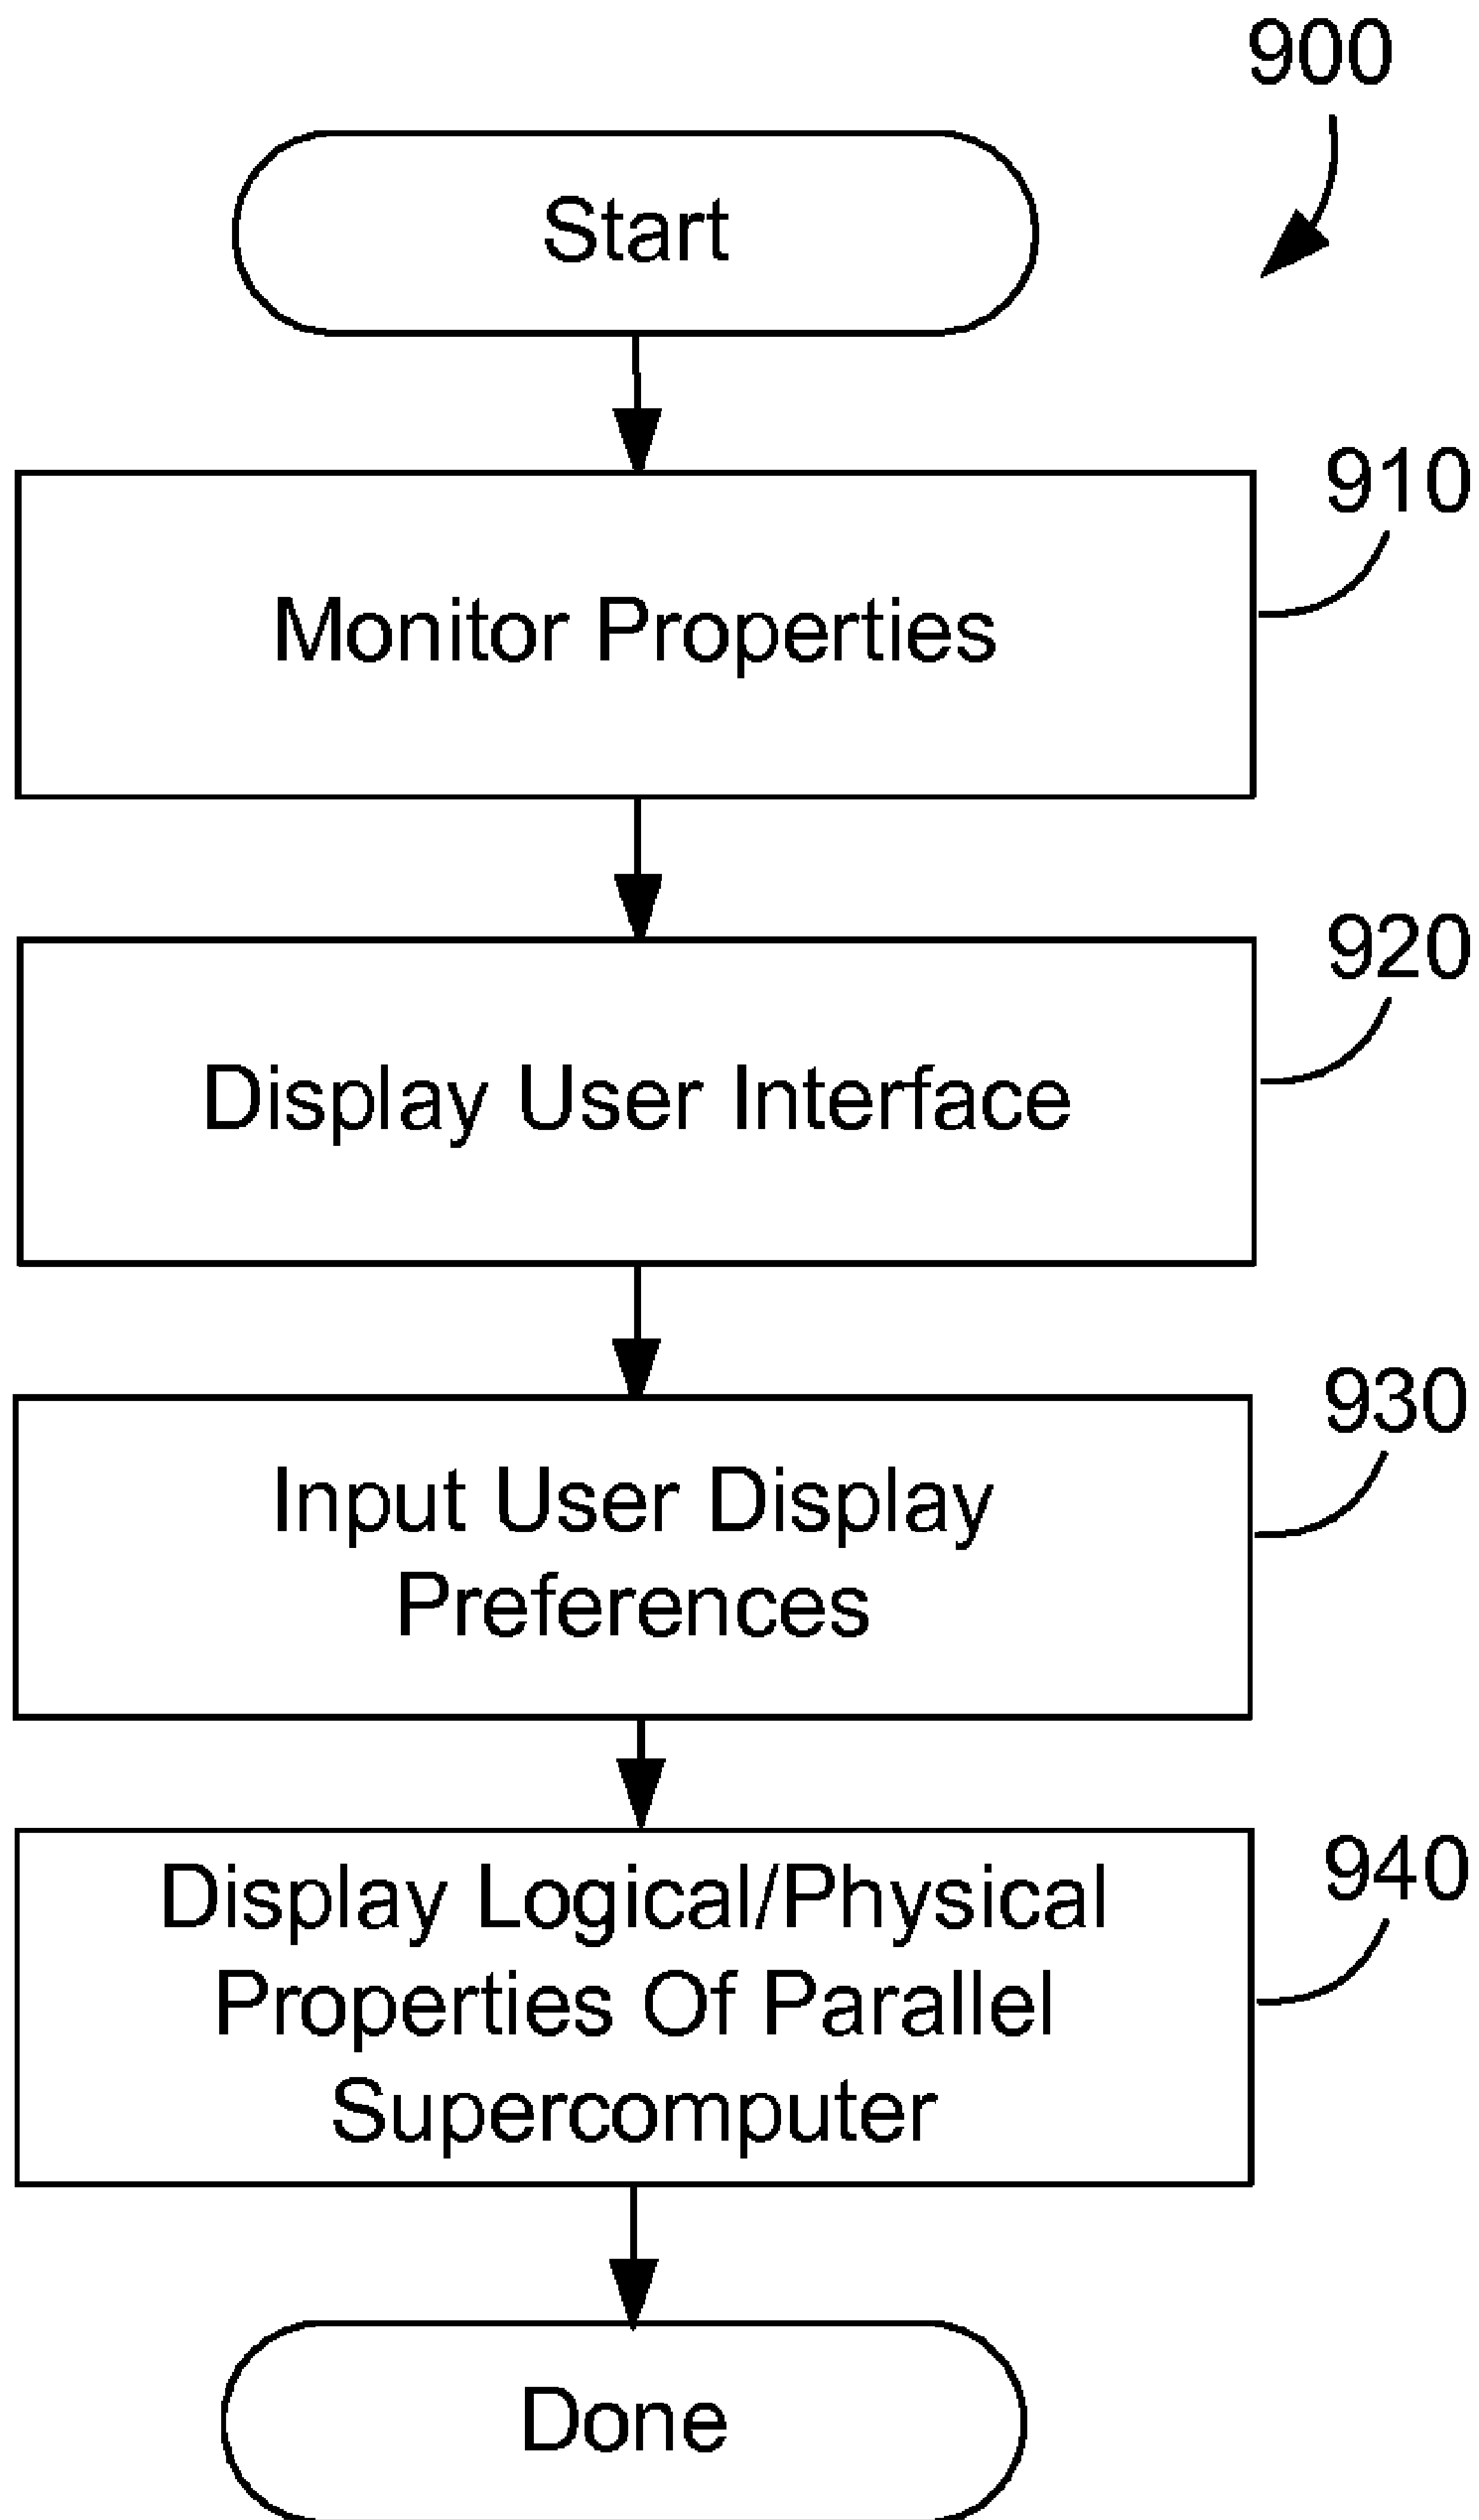 900
Start
910
Monitor Properties
920
Display User Interface
930
Input User Display
Preferences
940
Display Logical/Physical
Properties Of Parallel
Supercomputer
Done